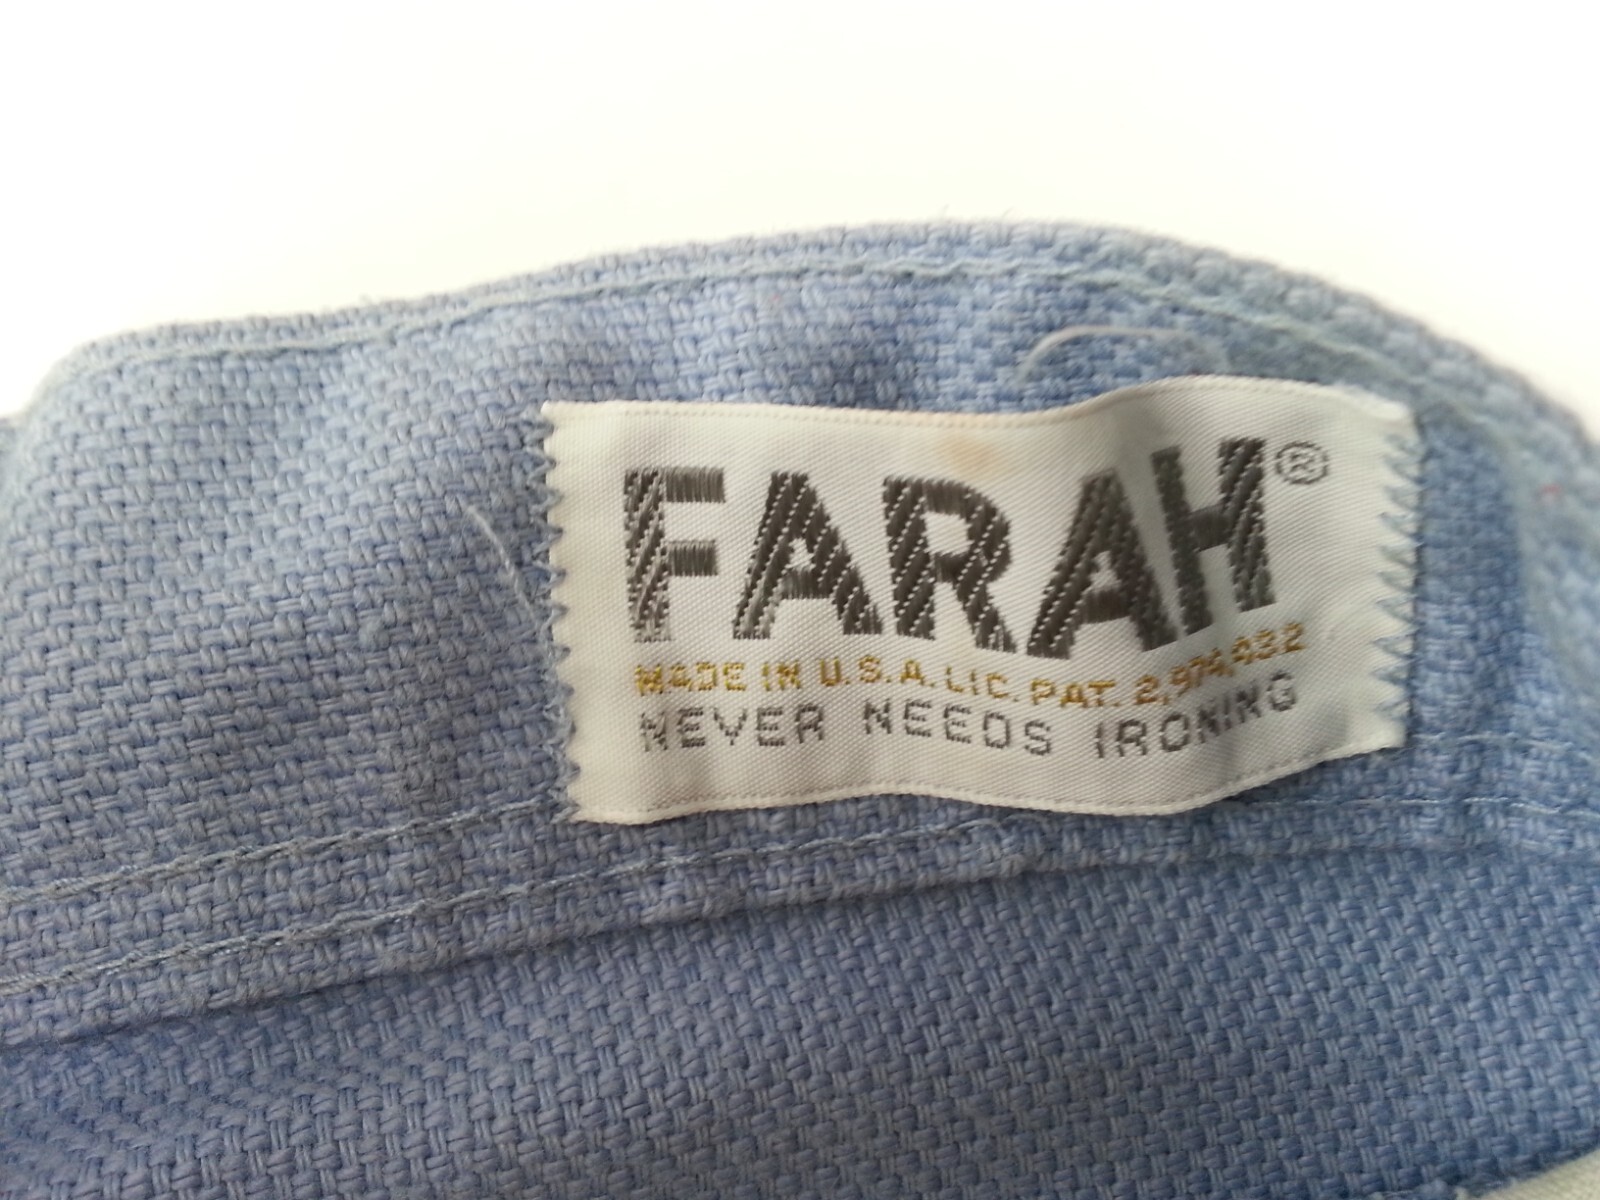 FARAH®
MADE IN U.S.A. LIC. PAT. 2,974,432
NEVER NEEDS IRONING